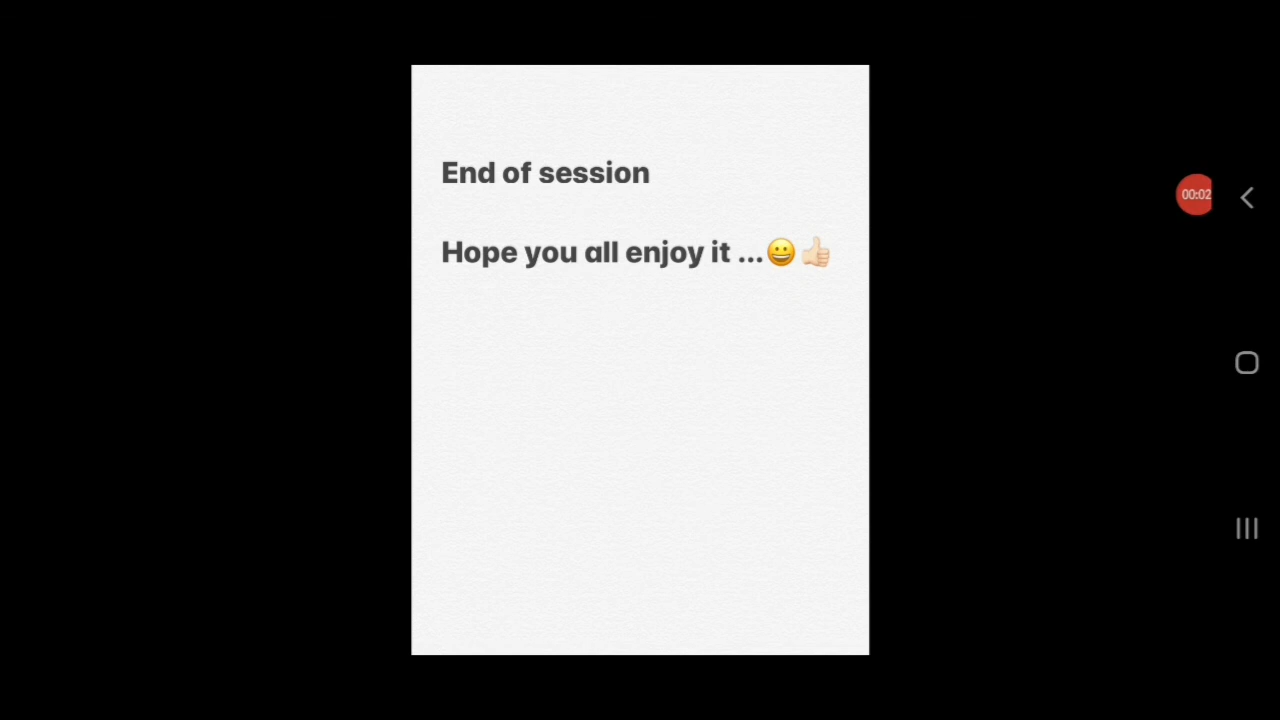 End of session
Hope you all enjoy it ...😀👍🏻
00:02